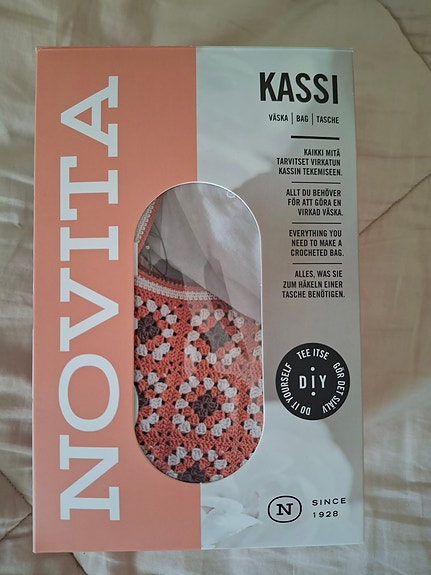 NOVITA
KASSI
VÄSKA | BAG | TASCHE
KAIKKI MITÄ
TARVITSET VIRKATUN
KASSIN TEKEMISEEN.
ALLT DU BEHÖVER
FÖR ATT GÖRA EN
VIRKAD VÄSKA.
EVERYTHING YOU
NEED TO MAKE A
CROCHETED BAG.
ALLES, WAS SIE
ZUM HÄKELN EINER
TASCHE BENÖTIGEN.
TEE ITSE
GÖR DET SJÄLV
DO IT YOURSELF
DIY
N
SINCE
1928